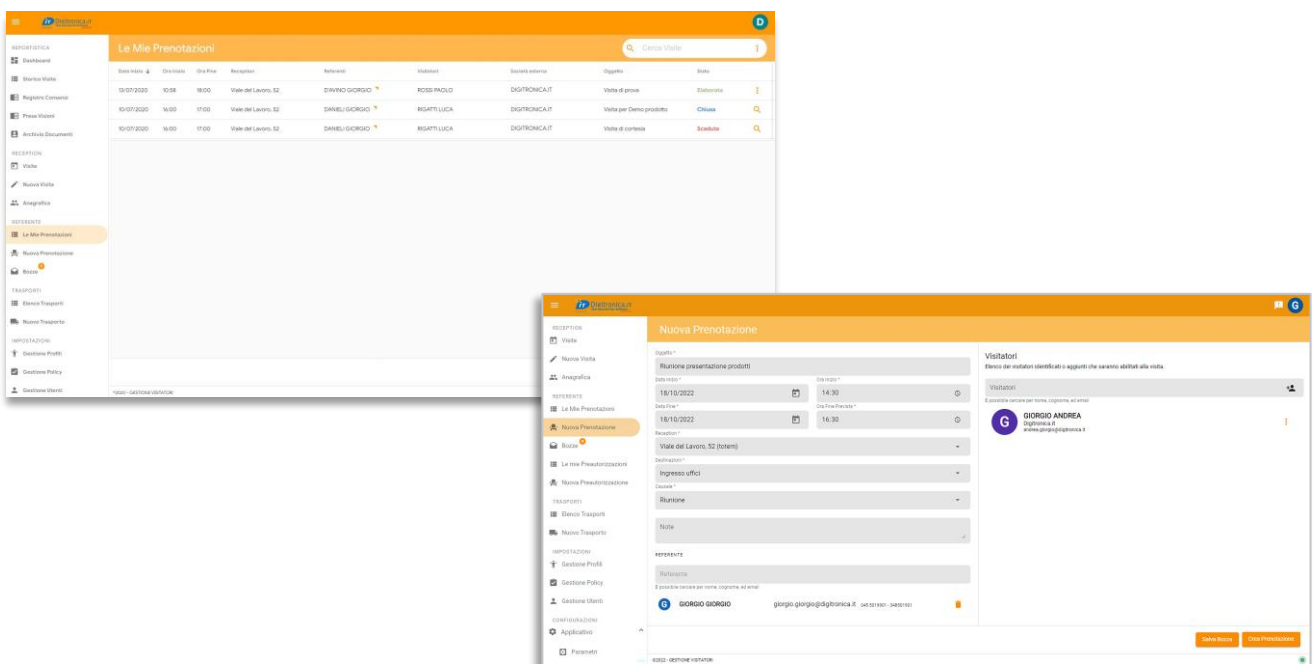 Digitronica.it
D
REPORTISTICA
Dashboard
Storico Visite
Registro Consensi
Presa Visioni
Archivio Documenti
RECEPTION
Visite
Nuova Visita
Anagrafica
REFERENTE
Le Mie Prenotazioni
Nuova Prenotazione
Bozze
TRASPORTI
Elenco Trasporti
Nuovo Trasporto
IMPOSTAZIONI
Gestione Profili
Gestione Policy
Gestione Utenti
Le Mie Prenotazioni
Cerca Visite
Data Inizio Ora Inizio Ora Fine Reception Referenti Visitatori Società esterna Oggetto Stato
13/07/2020 10:08 18:00 Viale del Lavoro, 52 D'AVINO GIORGIO ROSSI PAOLO DIGITRONICA.IT Visita di prova Elaborata
10/07/2020 16:00 17:00 Viale del Lavoro, 52 DANIELI GIORGIO RIGATTI LUCA DIGITRONICA.IT Visita per Demo prodotto Chiusa
10/07/2020 16:00 17:00 Viale del Lavoro, 52 DANIELI GIORGIO RIGATTI LUCA DIGITRONICA.IT Visita di cortesia Scaduta
©2020 - GESTIONE VISITATORI
Digitronica.it
G
RECEPTION
Visite
Nuova Visita
Anagrafica
REFERENTE
Le Mie Prenotazioni
Nuova Prenotazione
Bozze
Le mie Preautorizzazioni
Nuova Preautorizzazione
TRASPORTI
Elenco Trasporti
Nuovo Trasporto
IMPOSTAZIONI
Gestione Profili
Gestione Policy
Gestione Utenti
CONFIGURAZIONI
Applicativo
Parametri
Nuova Prenotazione
Oggetto *
Riunione presentazione prodotti
Data Inizio * Ora Inizio *
18/10/2022 14:30
Data Fine * Ora Fine Prevista *
18/10/2022 16:30
Reception *
Viale del Lavoro, 52 (totem)
Destinazioni *
Ingresso uffici
Causale *
Riunione
Note
REFERENTE
Referente
È possibile cercare per nome, cognome, ed email
G GIORGIO GIORGIO giorgio.giorgio@digitronica.it
Visitatori
Elenco dei visitatori identificati o aggiunti che saranno abilitati alla visita.
Visitatori
È possibile cercare per nome, cognome, ed email
G
GIORGIO ANDREA
Digitronica.it
andrea.giorgio@digitronica.it
Salva Bozza Crea Prenotazione
©2022 - GESTIONE VISITATORI